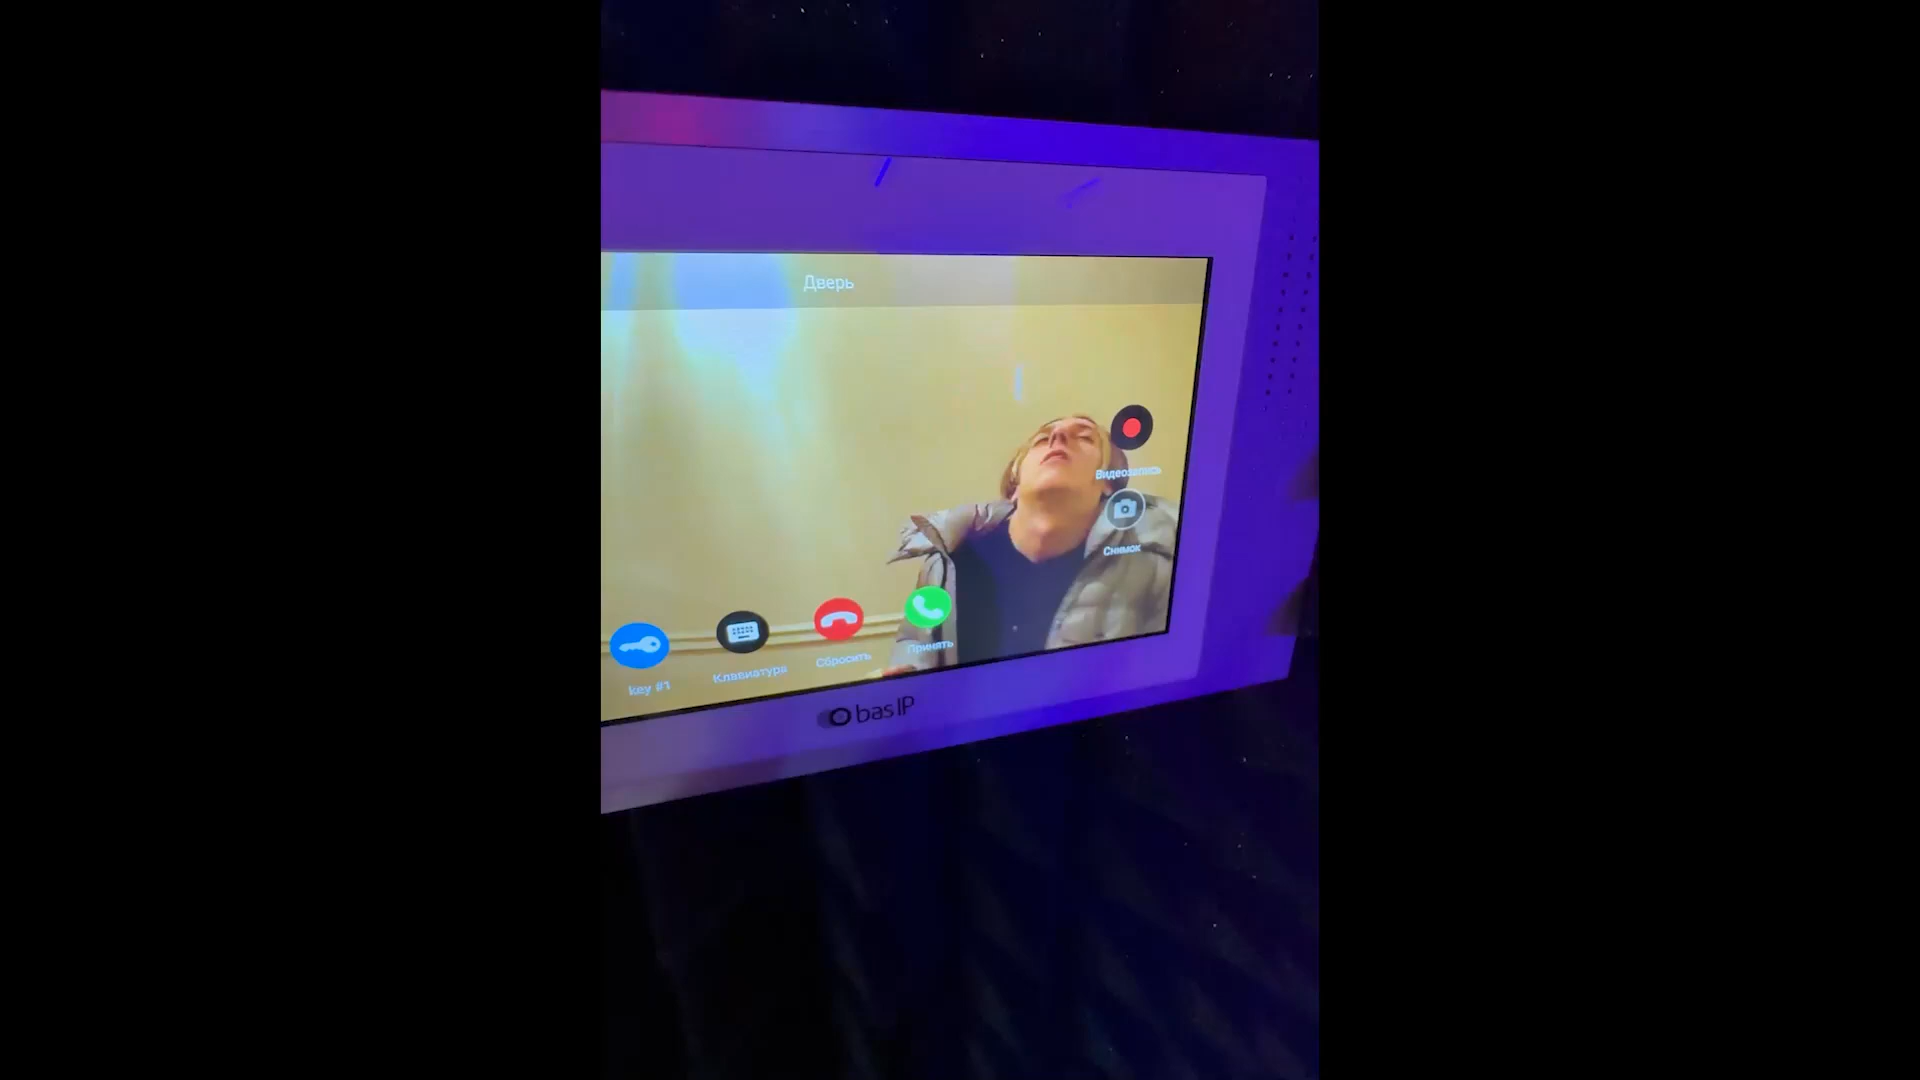 Дверь
Видеозапись
Снимок
key #1
Клавиатура
Сбросить
Принять
bas IP